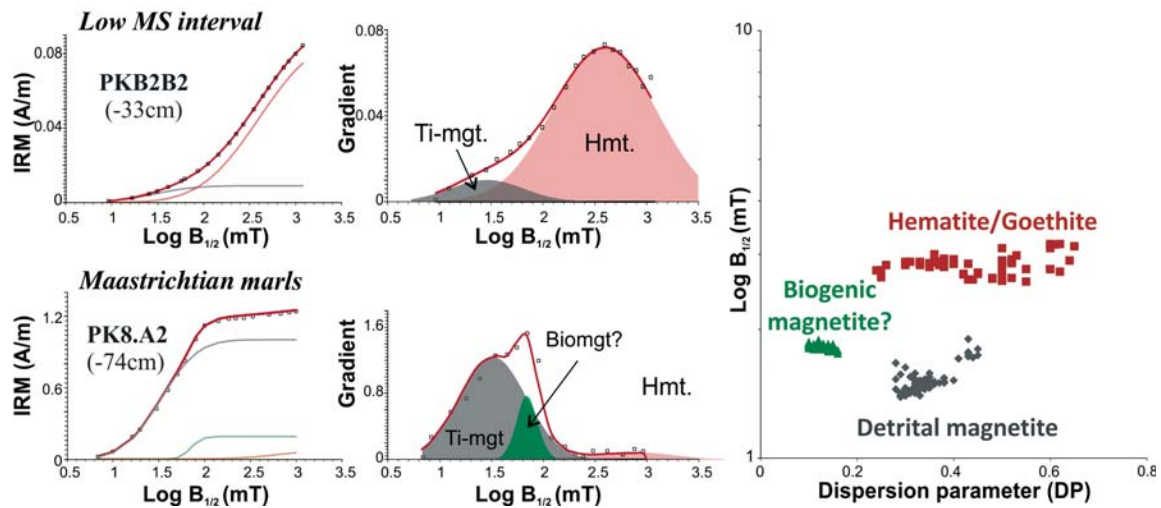 Low MS interval
0.08
0.04
0
IRM (A/m)
PKB2B2
(-33cm)
0.5 1 1.5 2 2.5 3 3.5
Log B1/2 (mT)
0.08
0.04
0
Gradient
Ti-mgt.
Hmt.
0.5 1 1.5 2 2.5 3 3.5
Log B1/2 (mT)
Maastrichtian marls
1.2
0.6
0
IRM (A/m)
PK8.A2
(-74cm)
0.5 1 1.5 2 2.5 3 3.5
Log B1/2 (mT)
1.6
0.8
0
Gradient
Biomgt?
Ti-mgt
Hmt.
0.5 1 1.5 2 2.5 3 3.5
Log B1/2 (mT)
10
1
Log B1/2 (mT)
Hematite/Goethite
Biogenic
magnetite?
Detrital magnetite
0 0.2 0.4 0.6 0.8
Dispersion parameter (DP)